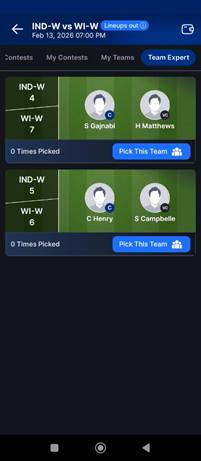 IND-W vs WI-W Lineups out
Feb 13, 2026 07:00 PM
Contests My Contests My Teams Team Expert
IND-W
4
WI-W
7
C
VC
S Gajnabi H Matthews
0 Times Picked Pick This Team
IND-W
5
WI-W
6
C
VC
C Henry S Campbelle
0 Times Picked Pick This Team